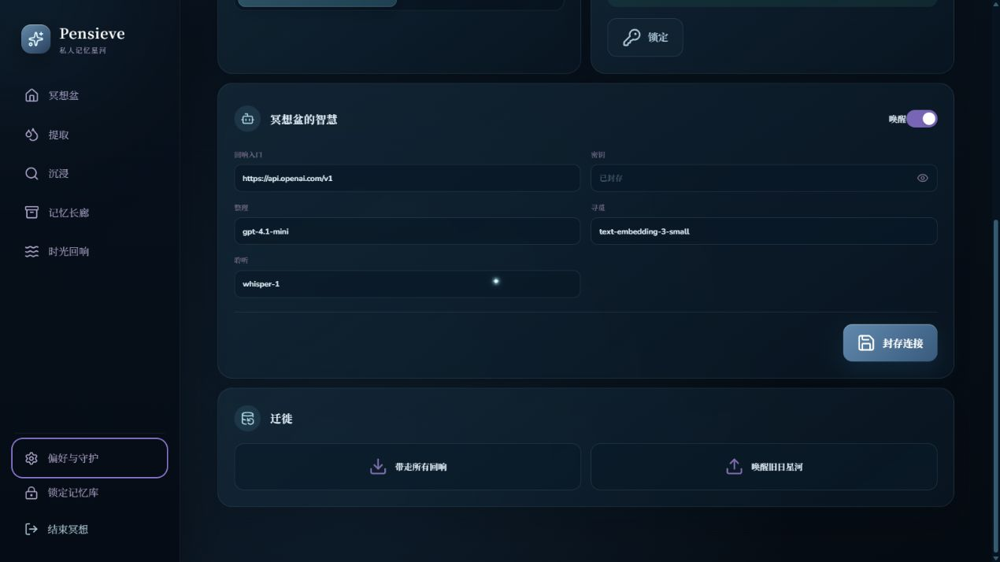 Pensieve
私人记忆星河
冥想盆
提取
沉浸
记忆长廊
时光回响
偏好与守护
锁定记忆库
结束冥想
锁定
冥想盆的智慧
唤醒
回响入口
密钥
https://api.openai.com/v1
已封存
整理
寻觅
gpt-4.1-mini
text-embedding-3-small
聆听
whisper-1
封存连接
迁徙
带走所有回响
唤醒旧日星河